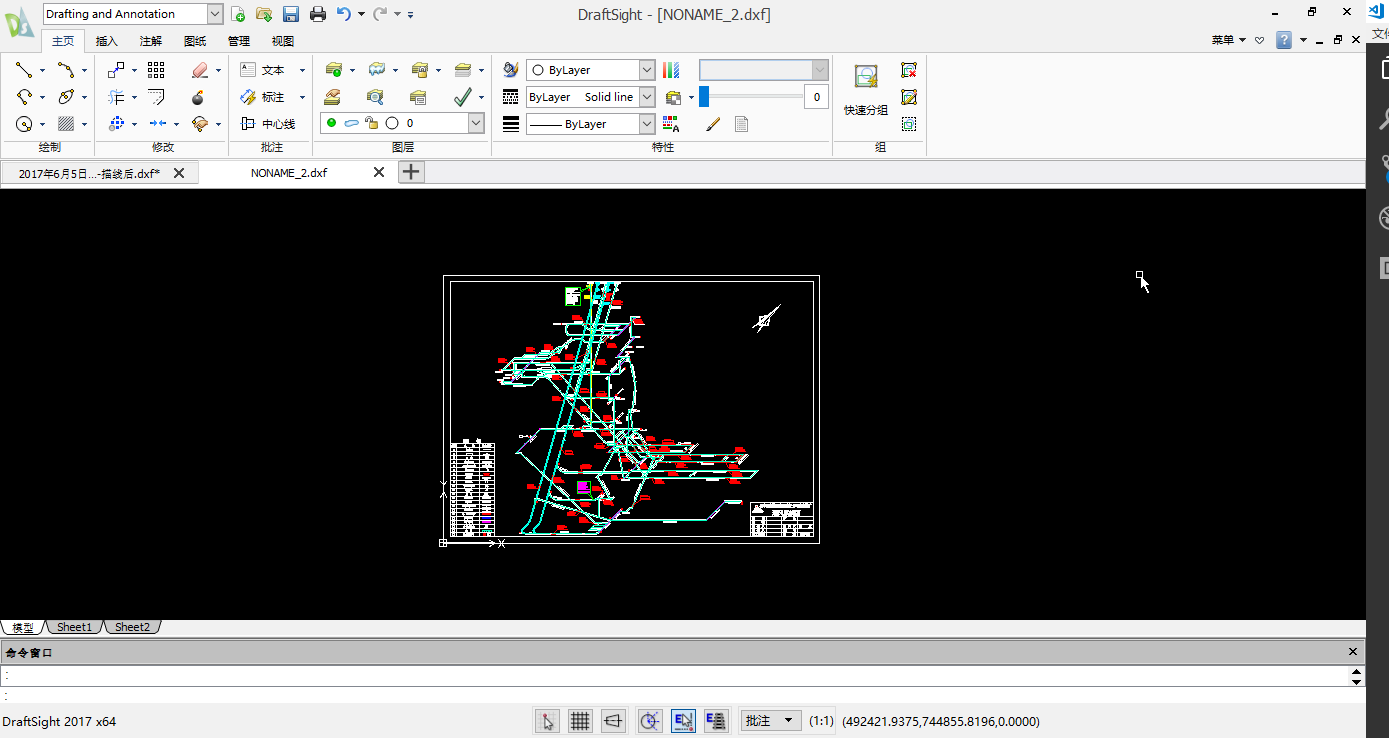 Drafting and Annotation
DraftSight - [NONAME_2.dxf]
主页 插入 注解 图纸 管理 视图
菜单
文件
文本
ByLayer
标注
ByLayer Solid line
0
快速分组
中心线
0
ByLayer
绘制 修改 批注 图层 特性 组
2017年6月5日...-描线后.dxf*
NONAME_2.dxf
X
模型 Sheet1 Sheet2
命令窗口
:
:
DraftSight 2017 x64
批注
(1:1)
(492421.9375,744855.8196,0.0000)